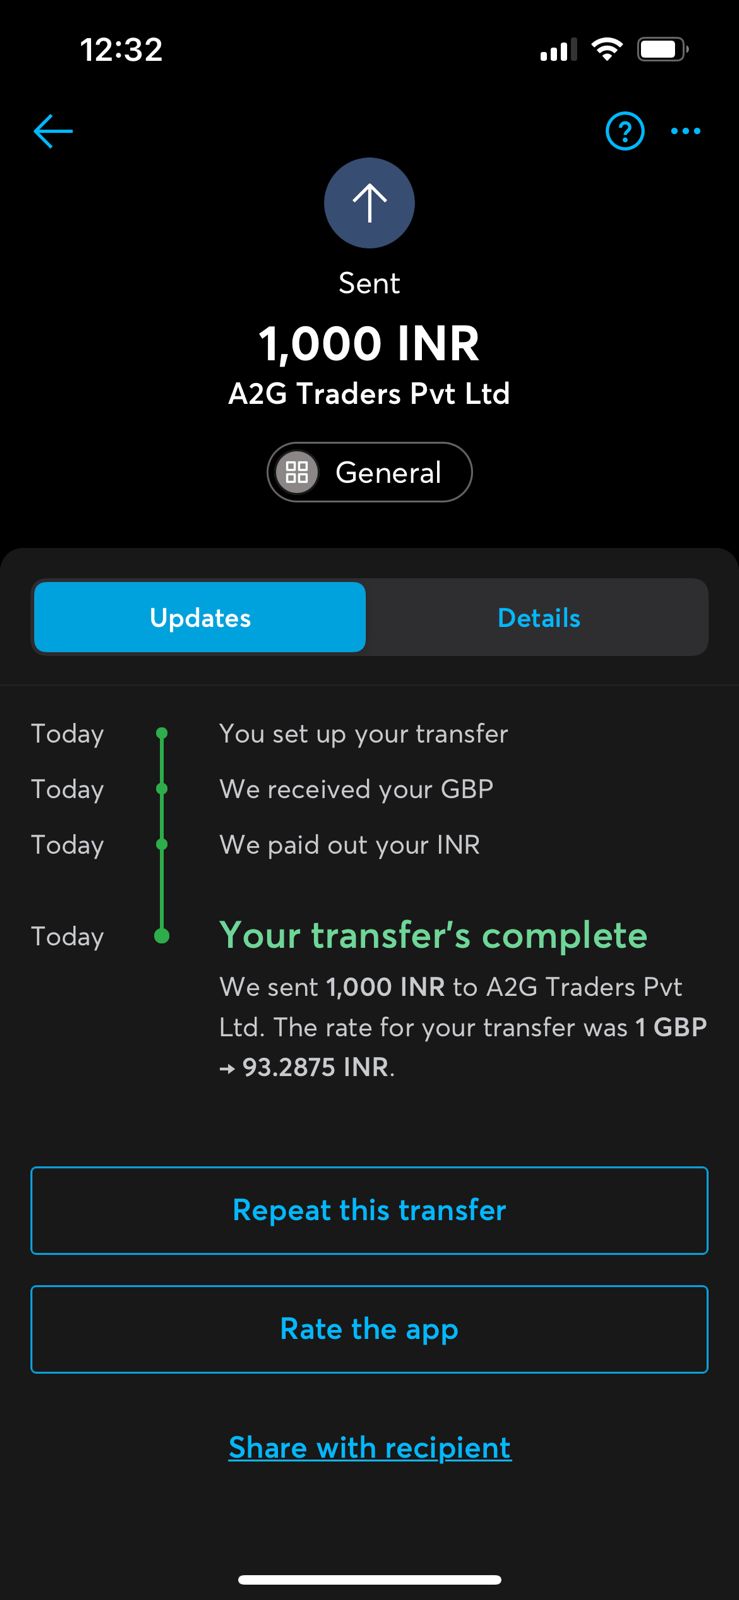 12:32
?
Sent
1,000 INR
A2G Traders Pvt Ltd
General
Updates Details
Today You set up your transfer
Today We received your GBP
Today We paid out your INR
Today Your transfer's complete
We sent 1,000 INR to A2G Traders Pvt
Ltd. The rate for your transfer was 1 GBP
→ 93.2875 INR.
Repeat this transfer
Rate the app
Share with recipient